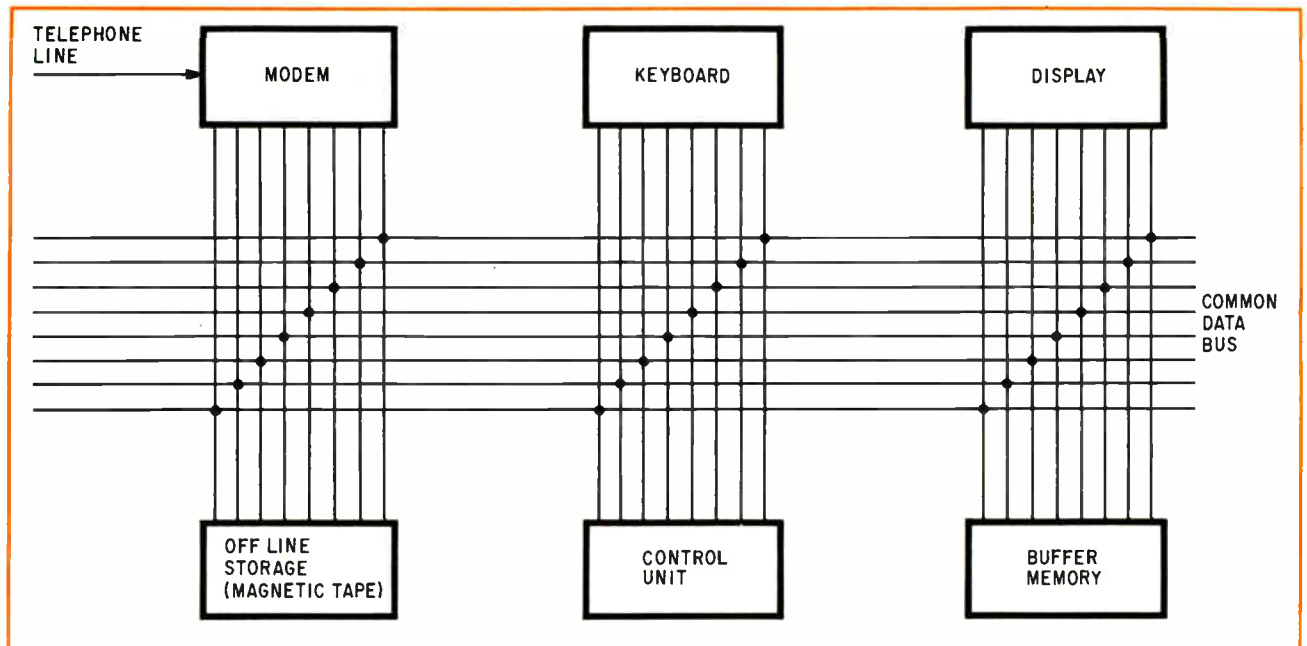 TELEPHONE
LINE
MODEM
KEYBOARD
DISPLAY
COMMON
DATA
BUS
OFF LINE
STORAGE
(MAGNETIC TAPE)
CONTROL
UNIT
BUFFER
MEMORY